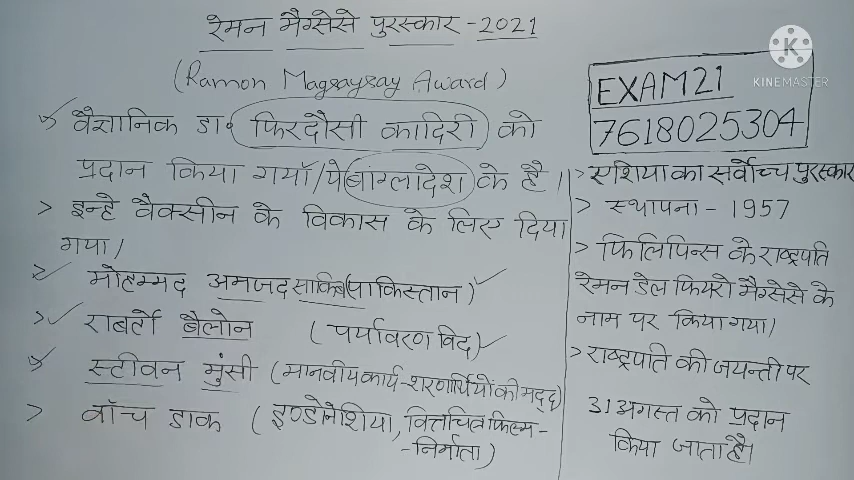 रेमन मैग्सेसे पुरस्कार - 2021
(Ramon Magsaysay Award)
वैज्ञानिक डा॰ फिरदौसी कादिरी को
प्रदान किया गया/ये बांग्लादेश के है।
> इन्हे वैक्सीन के विकास के लिए दिया
गया।
> मोहम्मद अमजद साकिब (पाकिस्तान)
> राबर्टो बैलोन (पर्यावरण विद)
> स्टीवन मुंसी (मानवीय कार्य-शरणार्थियों की मद्द)
> वॉच डाक (इण्डोनेशिया, वित्तचित फिल्म-
-निर्माता)
EXAM21
7618025304
> एशिया का सर्वोच्च पुरस्कार
> स्थापना - 1957
> फिलिपिन्स के राष्ट्रपति
रेमन डेल फियरो मैग्सेसे के
नाम पर किया गया।
> राष्ट्रपति की जयन्ती पर
31 अगस्त को प्रदान
किया जाता है।
K
KINEMASTER